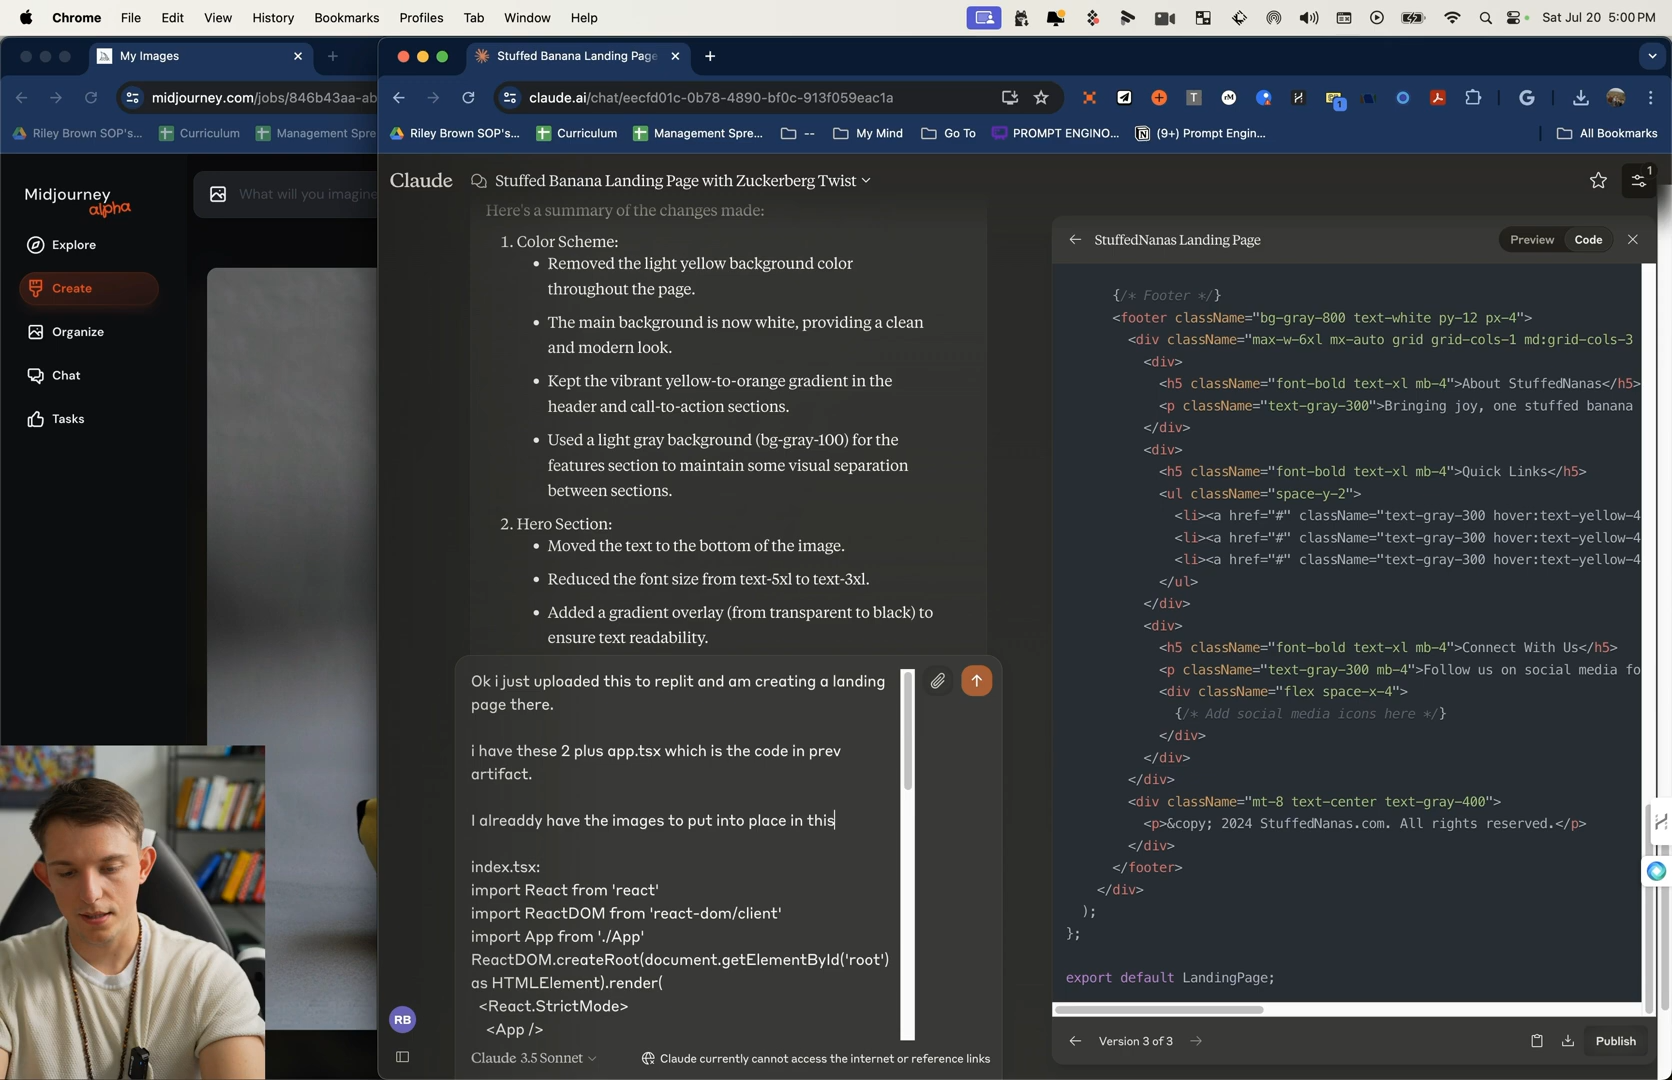 Chrome File Edit View History Bookmarks Profiles Tab Window Help Sat Jul 20 5:00 PM
My Images
Stuffed Banana Landing Page
midjourney.com/jobs/846b43aa-ab
claude.ai/chat/eecfd01c-0b78-4890-bf0c-913f059eac1a
Riley Brown SOP's... Curriculum Management Spre
Riley Brown SOP's... Curriculum Management Spre... -- My Mind Go To PROMPT ENGINO... (9+) Prompt Engin... All Bookmarks
Midjourney
alpha
What will you imagine
Explore
Create
Organize
Chat
Tasks
Claude
Stuffed Banana Landing Page with Zuckerberg Twist
1
Here's a summary of the changes made:
1. Color Scheme:
• Removed the light yellow background color
throughout the page.
• The main background is now white, providing a clean
and modern look.
• Kept the vibrant yellow-to-orange gradient in the
header and call-to-action sections.
• Used a light gray background (bg-gray-100) for the
features section to maintain some visual separation
between sections.
2. Hero Section:
• Moved the text to the bottom of the image.
• Reduced the font size from text-5xl to text-3xl.
• Added a gradient overlay (from transparent to black) to
ensure text readability.
Ok i just uploaded this to replit and am creating a landing
page there.
i have these 2 plus app.tsx which is the code in prev
artifact.
I alreaddy have the images to put into place in this
index.tsx:
import React from 'react'
import ReactDOM from 'react-dom/client'
import App from './App'
ReactDOM.createRoot(document.getElementById('root')
as HTMLElement).render(
<React.StrictMode>
<App />
RB
Claude 3.5 Sonnet
Claude currently cannot access the internet or reference links
StuffedNanas Landing Page
Preview Code
{/* Footer */}
<footer className="bg-gray-800 text-white py-12 px-4">
<div className="max-w-6xl mx-auto grid grid-cols-1 md:grid-cols-3
<div>
<h5 className="font-bold text-xl mb-4">About StuffedNanas</h5>
<p className="text-gray-300">Bringing joy, one stuffed banana
</div>
<div>
<h5 className="font-bold text-xl mb-4">Quick Links</h5>
<ul className="space-y-2">
<li><a href="#" className="text-gray-300 hover:text-yellow-4
<li><a href="#" className="text-gray-300 hover:text-yellow-4
<li><a href="#" className="text-gray-300 hover:text-yellow-4
</ul>
</div>
<div>
<h5 className="font-bold text-xl mb-4">Connect With Us</h5>
<p className="text-gray-300 mb-4">Follow us on social media fo
<div className="flex space-x-4">
{/* Add social media icons here */}
</div>
</div>
</div>
<div className="mt-8 text-center text-gray-400">
<p>&copy; 2024 StuffedNanas.com. All rights reserved.</p>
</div>
</footer>
</div>
);
};
export default LandingPage;
Version 3 of 3
Publish